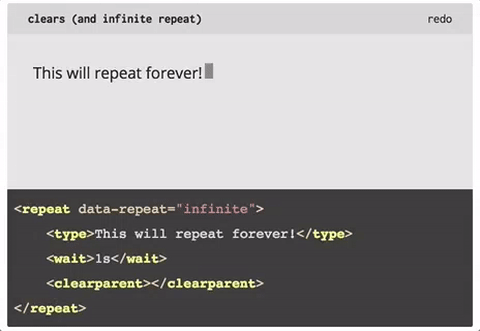 clears (and infinite repeat) redo
This will repeat forever!
<repeat data-repeat="infinite">
<type>This will repeat forever!</type>
<wait>1s</wait>
<clearparent></clearparent>
</repeat>